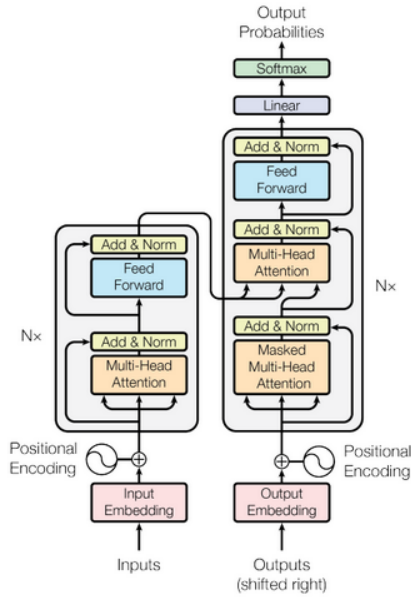 Output
Probabilities
Softmax
Linear
Add & Norm
Feed
Forward
Add & Norm
Multi-Head
Attention
Add & Norm
Masked
Multi-Head
Attention
Nx
Add & Norm
Feed
Forward
Nx
Add & Norm
Multi-Head
Attention
Positional
Encoding
Positional
Encoding
Input
Embedding
Output
Embedding
Inputs
Outputs
(shifted right)